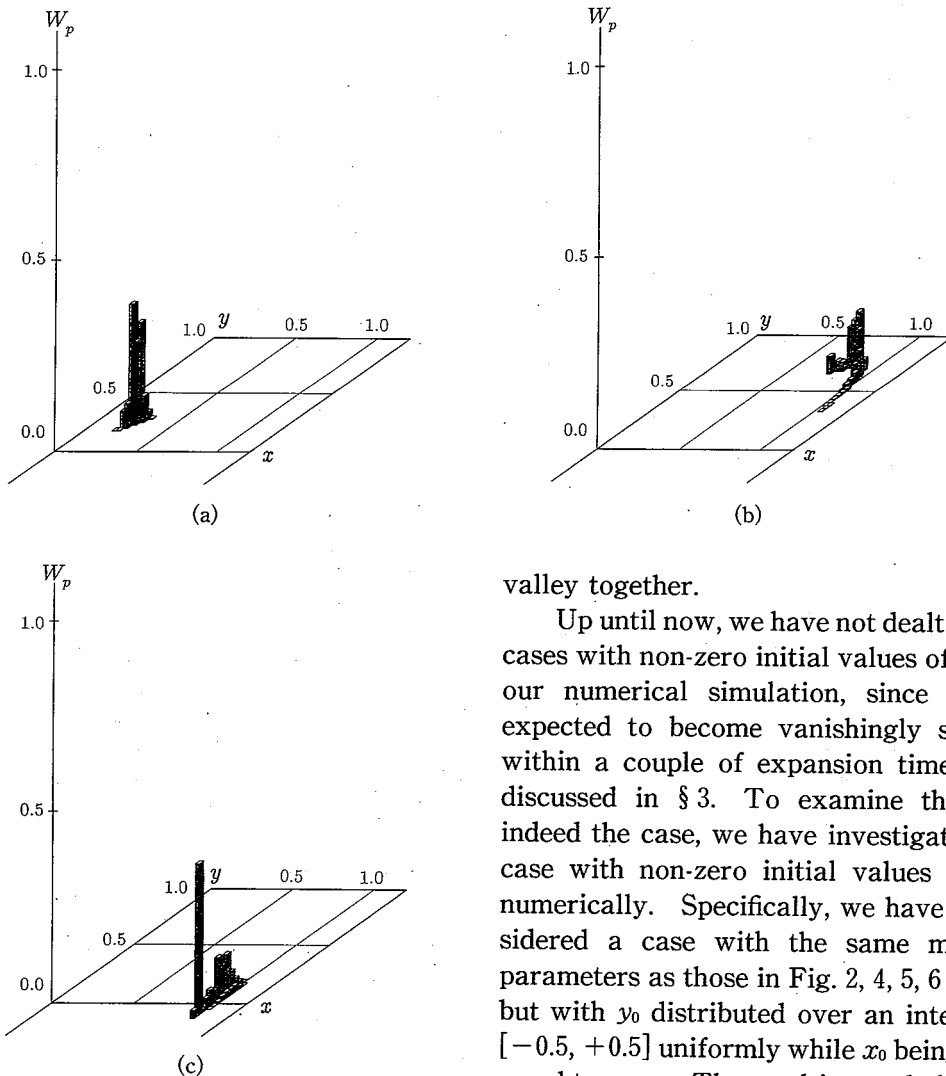 W_p
1.0
0.5
1.0 y 0.5 1.0
0.5
0.0
x
(a)
W_p
1.0
0.5
1.0 y 0.5 1.0
0.5
0.0
x
(b)
W_p
1.0
0.5
1.0 y 0.5 1.0
0.5
0.0
x
(c)
valley together.
Up until now, we have not dealt
cases with non-zero initial values of
our numerical simulation, since
expected to become vanishingly s
within a couple of expansion time
discussed in § 3. To examine th
indeed the case, we have investigat
case with non-zero initial values
numerically. Specifically, we have
sidered a case with the same m
parameters as those in Fig. 2, 4, 5, 6
but with y₀ distributed over an inte
[−0.5, +0.5] uniformly while x₀ being